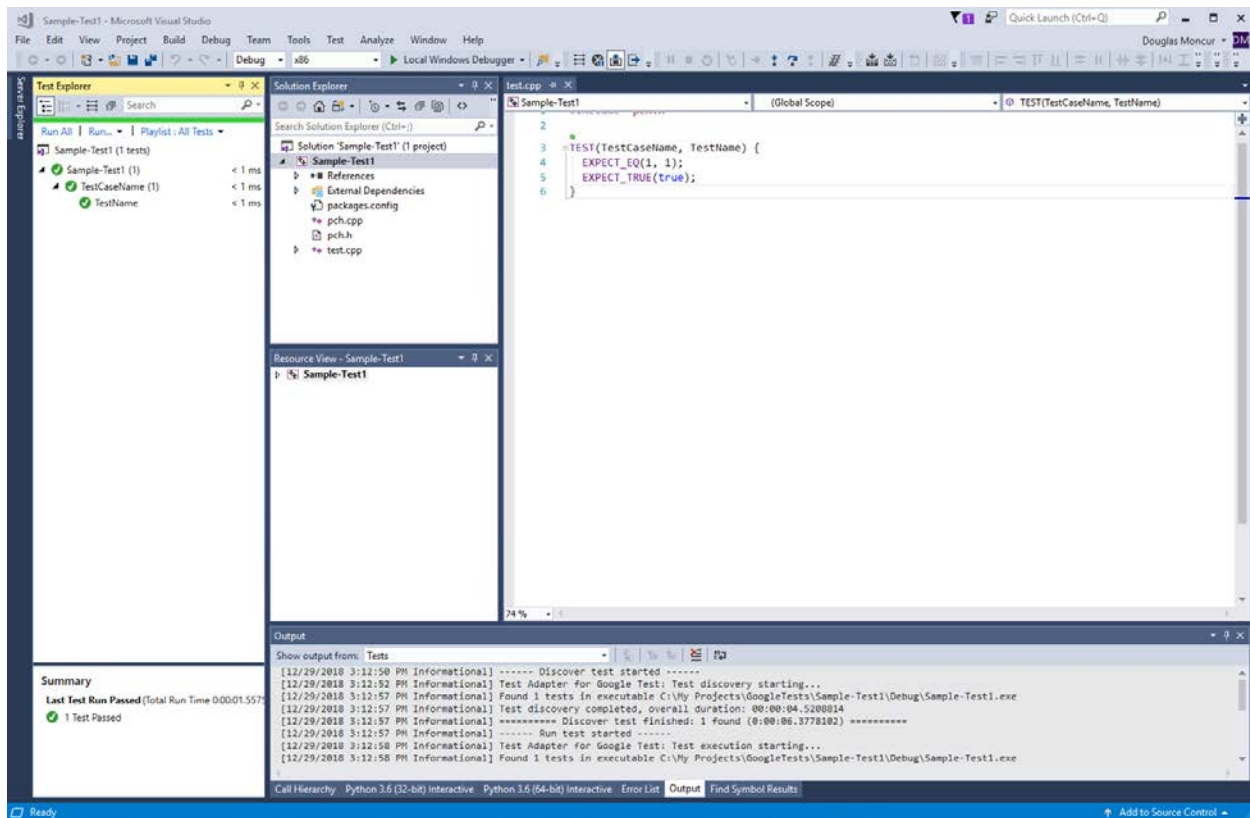 Sample-Test1 - Microsoft Visual Studio
1
Quick Launch (Ctrl+Q)
File Edit View Project Build Debug Team Tools Test Analyze Window Help
Douglas Moncur
DM
Debug x86 Local Windows Debugger
Server Explorer
Test Explorer
Search
Run All | Run... | Playlist : All Tests
Sample-Test1 (1 tests)
Sample-Test1 (1) < 1 ms
TestCaseName (1) < 1 ms
TestName < 1 ms
Summary
Last Test Run Passed (Total Run Time 0:00:01.557
1 Test Passed
Solution Explorer
Search Solution Explorer (Ctrl+;)
Solution 'Sample-Test1' (1 project)
Sample-Test1
References
External Dependencies
packages.config
pch.cpp
pch.h
test.cpp
Resource View - Sample-Test1
Sample-Test1
test.cpp
Sample-Test1 (Global Scope) TEST(TestCaseName, TestName)
2
3 TEST(TestCaseName, TestName) {
4 EXPECT_EQ(1, 1);
5 EXPECT_TRUE(true);
6 }
74 %
Output
Show output from: Tests
[12/29/2018 3:12:50 PM Informational] ------ Discover test started ------
[12/29/2018 3:12:52 PM Informational] Test Adapter for Google Test: Test discovery starting...
[12/29/2018 3:12:57 PM Informational] Found 1 tests in executable C:\My Projects\GoogleTests\Sample-Test1\Debug\Sample-Test1.exe
[12/29/2018 3:12:57 PM Informational] Test discovery completed, overall duration: 00:00:04.5208814
[12/29/2018 3:12:57 PM Informational] ========== Discover test finished: 1 found (0:00:06.3778102) ==========
[12/29/2018 3:12:57 PM Informational] ------ Run test started ------
[12/29/2018 3:12:58 PM Informational] Test Adapter for Google Test: Test execution starting...
[12/29/2018 3:12:58 PM Informational] Found 1 tests in executable C:\My Projects\GoogleTests\Sample-Test1\Debug\Sample-Test1.exe
Call Hierarchy Python 3.6 (32-bit) Interactive Python 3.6 (64-bit) Interactive Error List Output Find Symbol Results
Ready
Add to Source Control